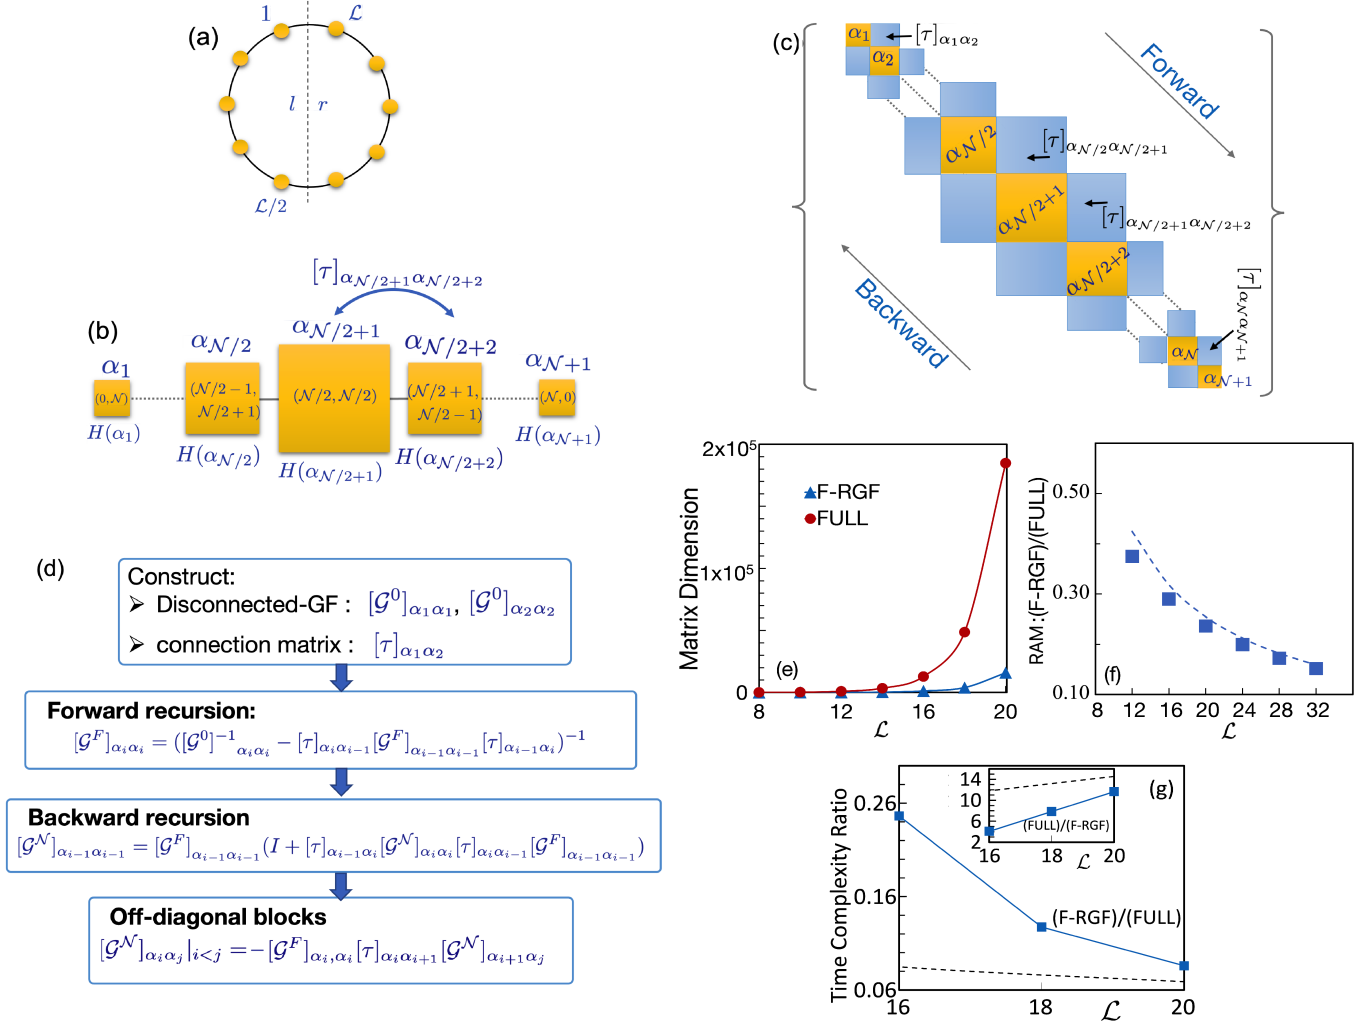 (a)
1
ℒ
l
r
ℒ/2
(b)
[τ]α𝒩/2+1α𝒩/2+2
α1
α𝒩/2
α𝒩/2+1
α𝒩/2+2
α𝒩+1
(0,𝒩)
(𝒩/2−1,
𝒩/2+1)
(𝒩/2,𝒩/2)
(𝒩/2+1,
𝒩/2−1)
(𝒩,0)
H(α1)
H(α𝒩/2)
H(α𝒩/2+1)
H(α𝒩/2+2)
H(α𝒩+1)
(c)
α1
[τ]α1α2
α2
Forward
α𝒩/2
[τ]α𝒩/2α𝒩/2+1
α𝒩/2+1
[τ]α𝒩/2+1α𝒩/2+2
α𝒩/2+2
Backward
[τ]α𝒩α𝒩+1
α𝒩
α𝒩+1
(d)
Construct:
➢ Disconnected-GF : [𝒢0]α1α1, [𝒢0]α2α2
➢ connection matrix : [τ]α1α2
Forward recursion:
[𝒢F]αiαi = ([𝒢0]−1αiαi − [τ]αiαi−1[𝒢F]αi−1αi−1[τ]αi−1αi)−1
Backward recursion
[𝒢𝒩]αi−1αi−1 = [𝒢F]αi−1αi−1(I + [τ]αi−1αi[𝒢𝒩]αiαi[τ]αiαi−1[𝒢F]αi−1αi−1)
Off-diagonal blocks
[𝒢𝒩]αiαj|i<j =−[𝒢F]αi,αi[τ]αiαi+1[𝒢𝒩]αi+1αj
2x10⁵
1x10⁵
0
Matrix Dimension
F-RGF
FULL
(e)
8 10 12 14 16 18 20
ℒ
0.50
0.30
0.10
RAM:(F-RGF)/(FULL)
(f)
8 12 16 20 24 28 32
ℒ
0.26
0.16
0.06
Time Complexity Ratio
(g)
14
10
6
2
(FULL)/(F-RGF)
16 18 20
ℒ
(F-RGF)/(FULL)
16 18 20
ℒ